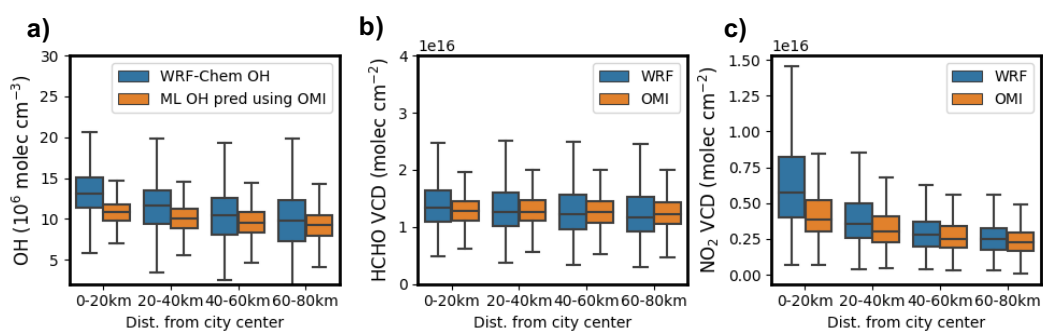 a)
OH (10⁶ molec cm⁻³)
30
25
20
15
10
5
WRF-Chem OH
ML OH pred using OMI
0-20km 20-40km 40-60km 60-80km
Dist. from city center
b)
1e16
HCHO VCD (molec cm⁻²)
4
3
2
1
0
WRF
OMI
0-20km 20-40km 40-60km 60-80km
Dist. from city center
c)
1e16
NO₂ VCD (molec cm⁻²)
1.50
1.25
1.00
0.75
0.50
0.25
0.00
WRF
OMI
0-20km 20-40km 40-60km 60-80km
Dist. from city center